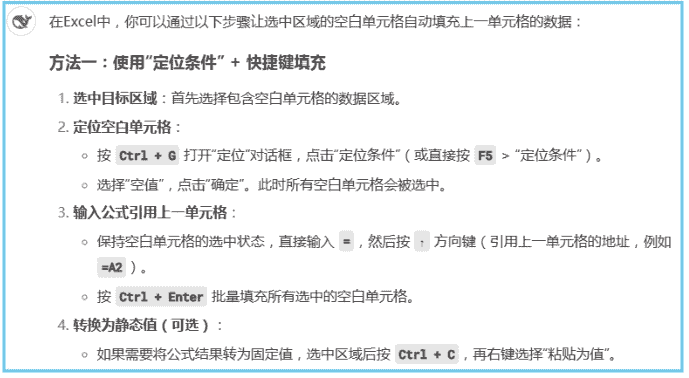 在Excel中，你可以通过以下步骤让选中区域的空白单元格自动填充上一单元格的数据：
方法一：使用“定位条件” + 快捷键填充
1. 选中目标区域：首先选择包含空白单元格的数据区域。
2. 定位空白单元格：
◦ 按 Ctrl + G 打开“定位”对话框，点击“定位条件”（或直接按 F5 > “定位条件”）。
◦ 选择“空值”，点击“确定”。此时所有空白单元格会被选中。
3. 输入公式引用上一单元格：
◦ 保持空白单元格的选中状态，直接输入 = ，然后按 ↑ 方向键（引用上一单元格的地址，例如
=A2 ）。
◦ 按 Ctrl + Enter 批量填充所有选中的空白单元格。
4. 转换为静态值（可选）：
◦ 如果需要将公式结果转为固定值，选中区域后按 Ctrl + C ，再右键选择“粘贴为值”。